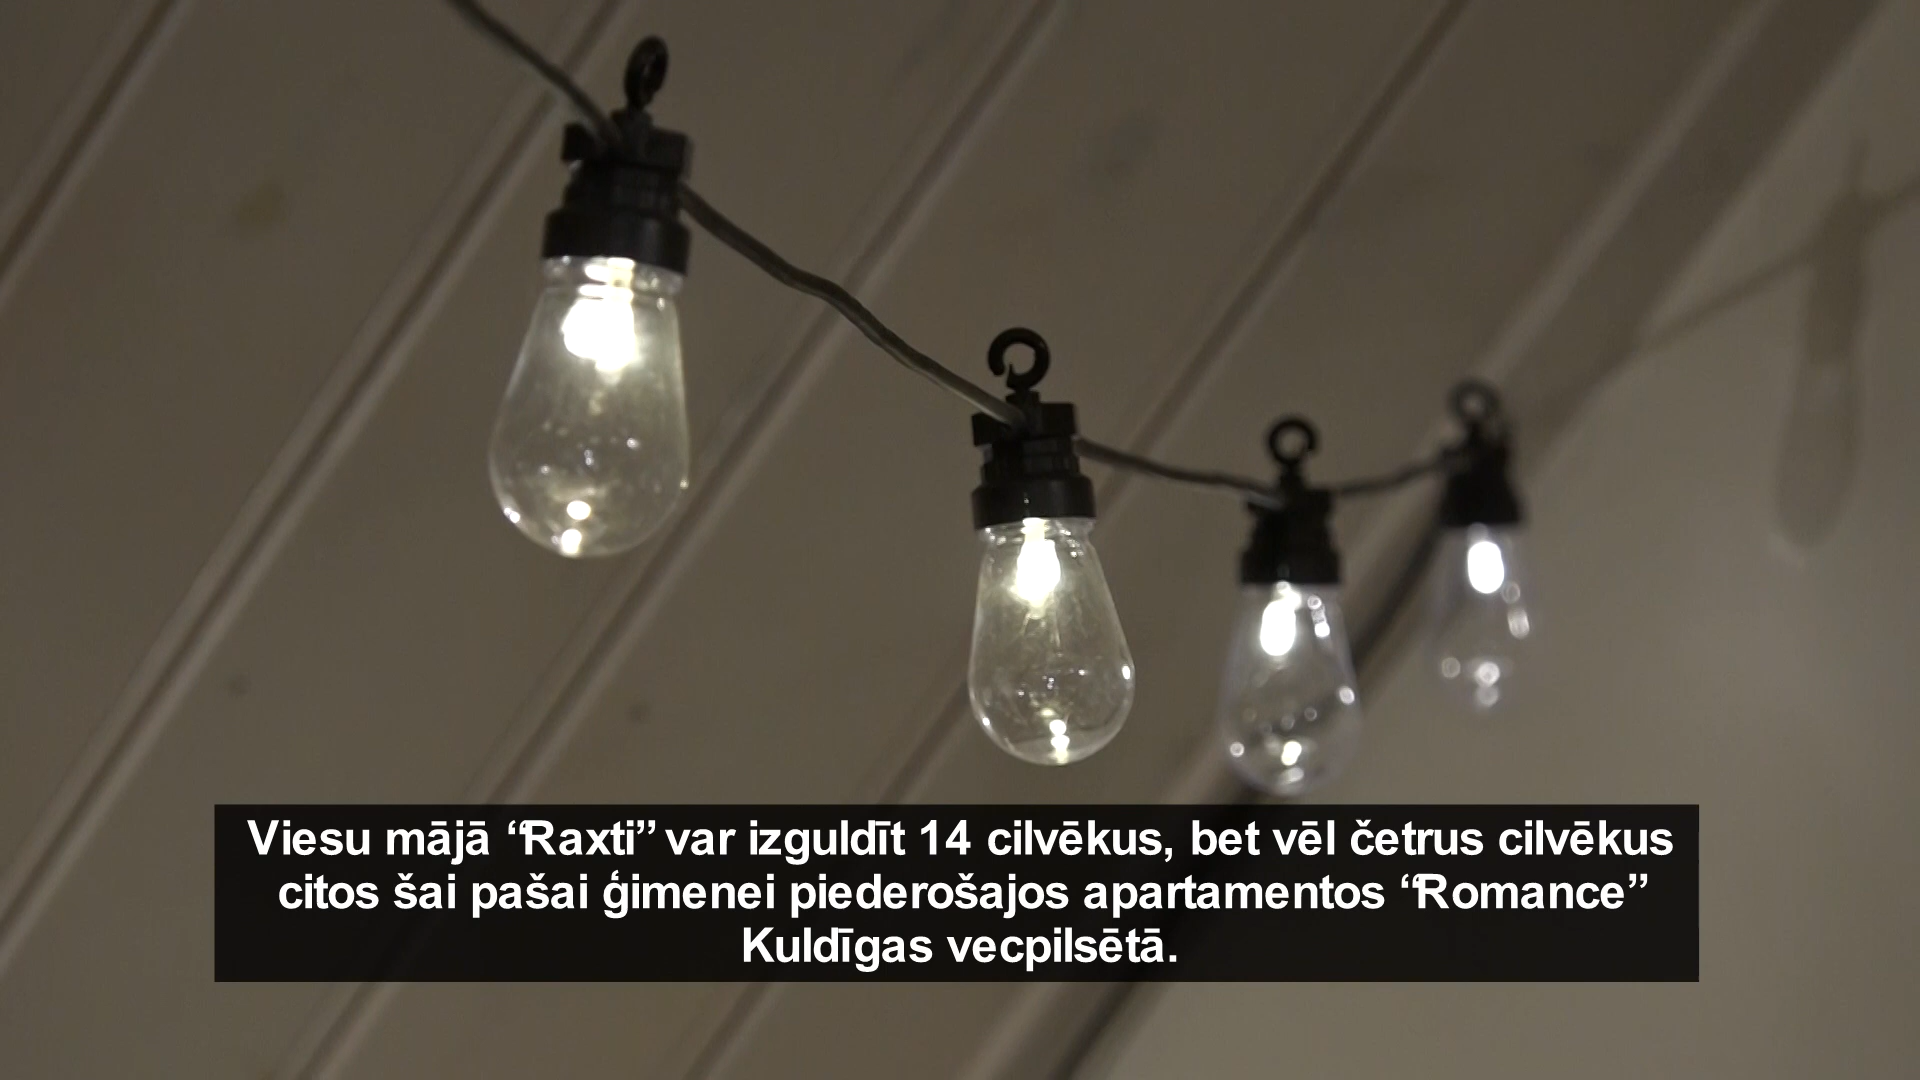 Viesu mājā “Raxti” var izguldīt 14 cilvēkus, bet vēl četrus cilvēkus
citos šai pašai ģimenei piederošajos apartamentos “Romance”
Kuldīgas vecpilsētā.